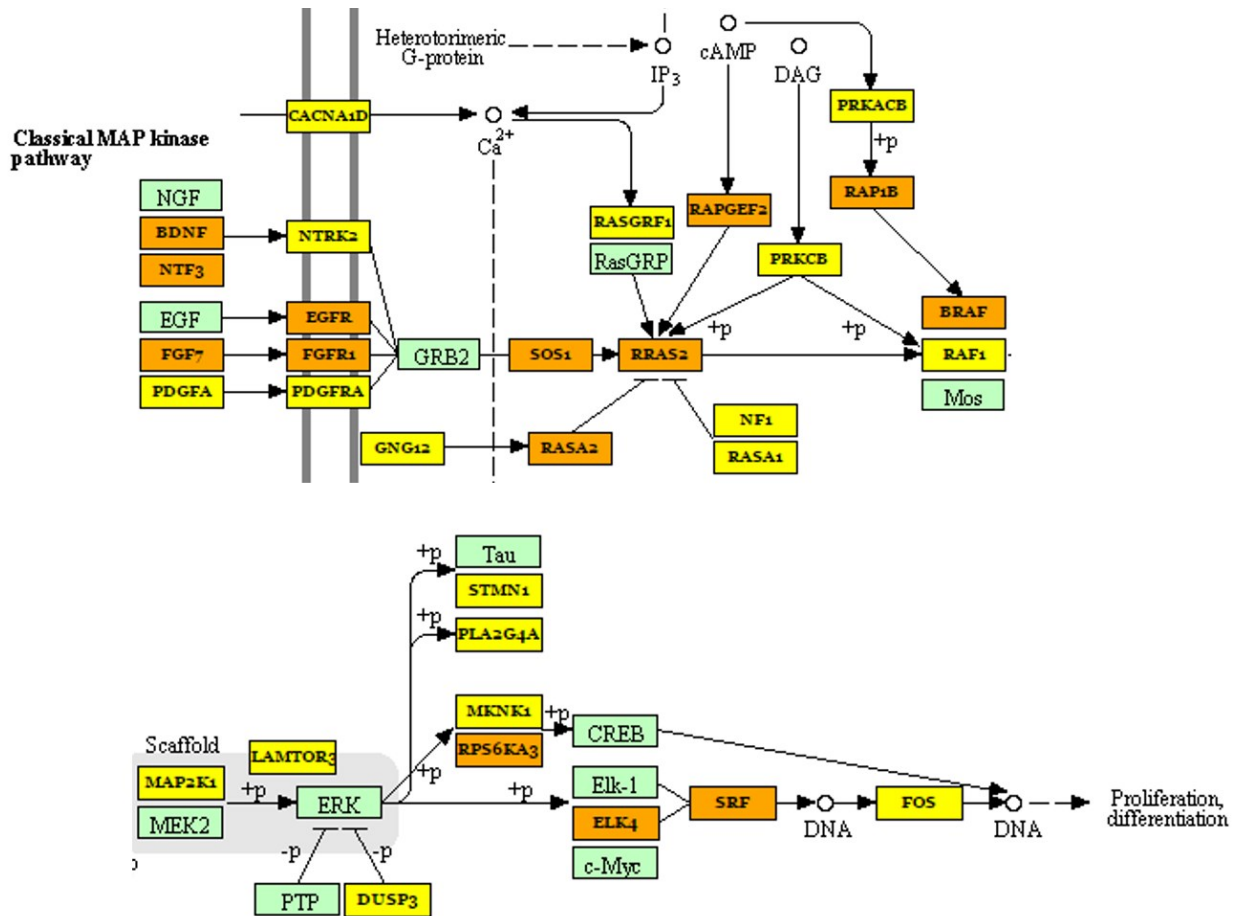 Heterotorimeric
G-protein
IP3
cAMP
DAG
PRKACB
CACNA1D
Ca2+
+p
Classical MAP kinase
pathway
NGF
BDNF
NTF3
NTRK2
RASGRF1
RasGRP
RAPGEF2
RAP1B
PRKCB
EGF
EGFR
BRAF
+p
+p
FGF7
FGFR1
GRB2
SOS1
RRAS2
RAF1
PDGFA
PDGFRA
Mos
NF1
GNG12
RASA2
RASA1
+p
Tau
STMN1
+p
PLA2G4A
MKNK1
+p
CREB
RPS6KA3
Scaffold
LAMTOR3
+p
MAP2K1
+p
ERK
+p
MEK2
Elk-1
ELK4
c-Myc
SRF
DNA
FOS
DNA
Proliferation,
differentiation
-p
-p
PTP
DUSP3